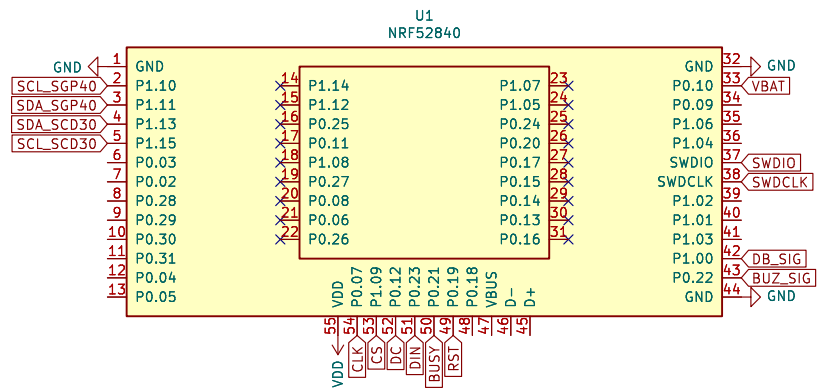 U1
NRF52840
GND 1 GND GND 32 GND
SCL_SGP40 2 P1.10 14 P1.14 P1.07 23 P0.10 33 VBAT
SDA_SGP40 3 P1.11 15 P1.12 P1.05 24 P0.09 34
SDA_SCD30 4 P1.13 16 P0.25 P0.24 25 P1.06 35
SCL_SCD30 5 P1.15 17 P0.11 P0.20 26 P1.04 36
6 P0.03 18 P1.08 P0.17 27 SWDIO 37 SWDIO
7 P0.02 19 P0.27 P0.15 28 SWDCLK 38 SWDCLK
8 P0.28 20 P0.08 P0.14 29 P1.02 39
9 P0.29 21 P0.06 P0.13 30 P1.01 40
10 P0.30 22 P0.26 P0.16 31 P1.03 41
11 P0.31 P1.00 42 DB_SIG
12 P0.04 P0.22 43 BUZ_SIG
13 P0.05 GND 44 GND
VDD P0.07 P1.09 P0.12 P0.23 P0.21 P0.19 P0.18 VBUS D- D+
55 54 53 52 51 50 49 48 47 46 45
VDD CLK CS DC DIN BUSY RST